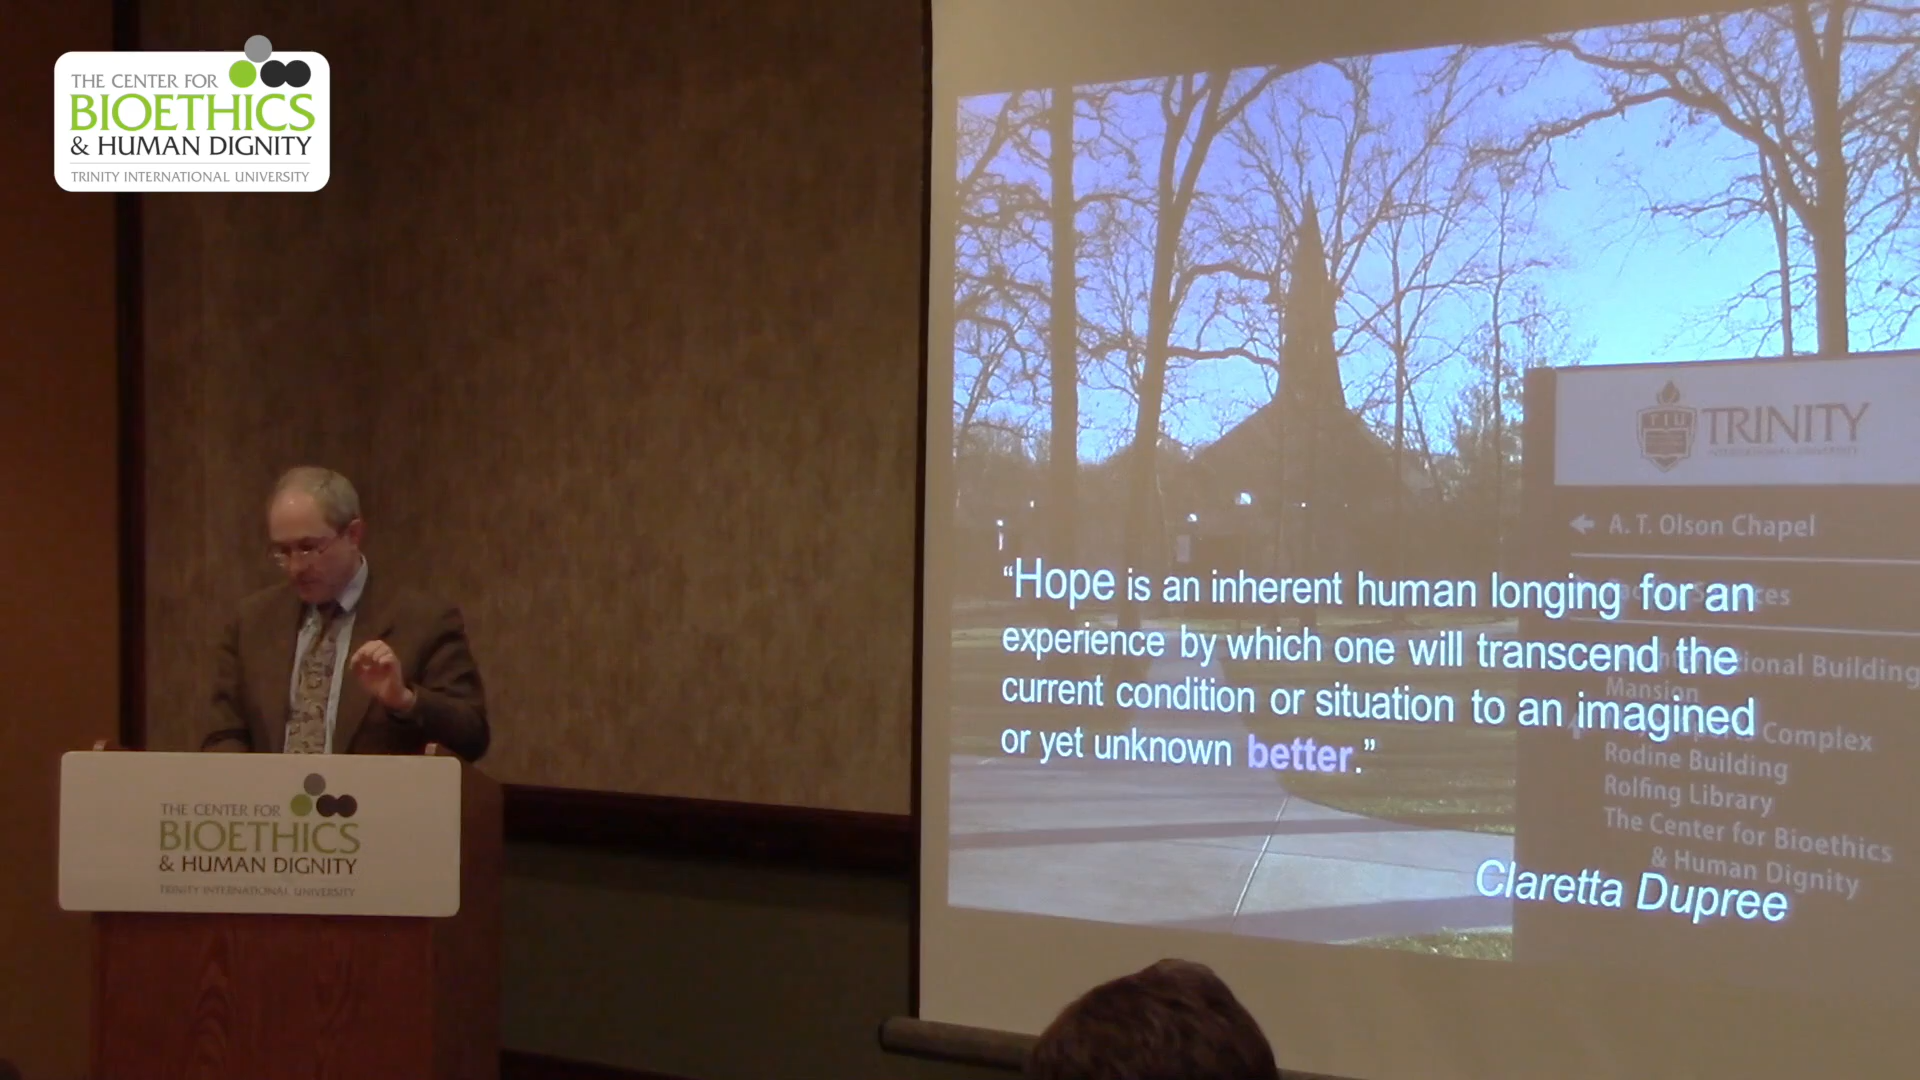 THE CENTER FOR
BIOETHICS
& HUMAN DIGNITY
TRINITY INTERNATIONAL UNIVERSITY
TRINITY
INTERNATIONAL UNIVERSITY
A. T. Olson Chapel
“Hope is an inherent human longing for an
experience by which one will transcend the
current condition or situation to an imagined
or yet unknown better.”
Building
Mansion
Complex
Rodine Building
Rolfing Library
The Center for Bioethics
& Human Dignity
Claretta Dupree
THE CENTER FOR
BIOETHICS
& HUMAN DIGNITY
TRINITY INTERNATIONAL UNIVERSITY